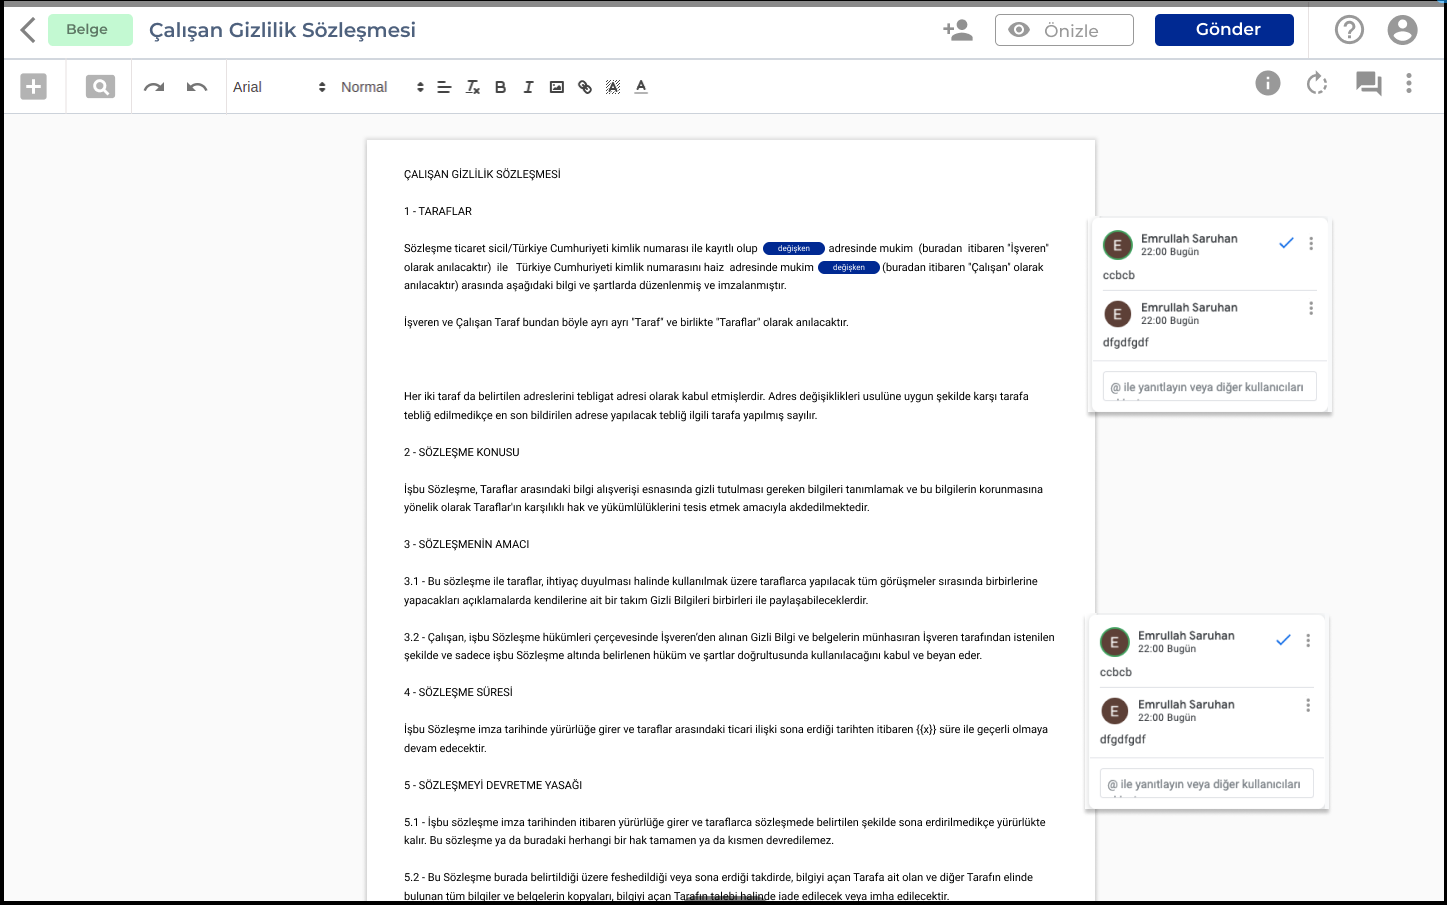 Belge
Çalışan Gizlilik Sözleşmesi
Önizle
Gönder
Arial
Normal
ÇALIŞAN GİZLİLİK SÖZLEŞMESİ
1 - TARAFLAR
Sözleşme ticaret sicil/Türkiye Cumhuriyeti kimlik numarası ile kayıtlı olup değişken adresinde mukim (buradan itibaren "İşveren"
olarak anılacaktır) ile Türkiye Cumhuriyeti kimlik numarasını haiz adresinde mukim değişken (buradan itibaren "Çalışan" olarak
anılacaktır) arasında aşağıdaki bilgi ve şartlarda düzenlenmiş ve imzalanmıştır.
İşveren ve Çalışan Taraf bundan böyle ayrı ayrı "Taraf" ve birlikte "Taraflar" olarak anılacaktır.
Her iki taraf da belirtilen adreslerini tebligat adresi olarak kabul etmişlerdir. Adres değişiklikleri usulüne uygun şekilde karşı tarafa
tebliğ edilmedikçe en son bildirilen adrese yapılacak tebliğ ilgili tarafa yapılmış sayılır.
2 - SÖZLEŞME KONUSU
İşbu Sözleşme, Taraflar arasındaki bilgi alışverişi esnasında gizli tutulması gereken bilgileri tanımlamak ve bu bilgilerin korunmasına
yönelik olarak Taraflar'ın karşılıklı hak ve yükümlülüklerini tesis etmek amacıyla akdedilmektedir.
3 - SÖZLEŞMENİN AMACI
3.1 - Bu sözleşme ile taraflar, ihtiyaç duyulması halinde kullanılmak üzere taraflarca yapılacak tüm görüşmeler sırasında birbirlerine
yapacakları açıklamalarda kendilerine ait bir takım Gizli Bilgileri birbirleri ile paylaşabileceklerdir.
3.2 - Çalışan, işbu Sözleşme hükümleri çerçevesinde İşveren'den alınan Gizli Bilgi ve belgelerin münhasıran İşveren tarafından istenilen
şekilde ve sadece işbu Sözleşme altında belirlenen hüküm ve şartlar doğrultusunda kullanılacağını kabul ve beyan eder.
4 - SÖZLEŞME SÜRESİ
İşbu Sözleşme imza tarihinde yürürlüğe girer ve taraflar arasındaki ticari ilişki sona erdiği tarihten itibaren {{x}} süre ile geçerli olmaya
devam edecektir.
5 - SÖZLEŞMEYİ DEVRETME YASAĞI
5.1 - İşbu sözleşme imza tarihinden itibaren yürürlüğe girer ve taraflarca sözleşmede belirtilen şekilde sona erdirilmedikçe yürürlükte
kalır. Bu sözleşme ya da buradaki herhangi bir hak tamamen ya da kısmen devredilemez.
5.2 - Bu Sözleşme burada belirtildiği üzere feshedildiği veya sona erdiği takdirde, bilgiyi açan Tarafa ait olan ve diğer Tarafın elinde
bulunan tüm bilgiler ve belgelerin kopyaları, bilgiyi açan Tarafın talebi halinde iade edilecek veya imha edilecektir.
E
Emrullah Saruhan
22:00 Bugün
ccbcb
E
Emrullah Saruhan
22:00 Bugün
dfgdfgdf
@ ile yanıtlayın veya diğer kullanıcıları
E
Emrullah Saruhan
22:00 Bugün
ccbcb
E
Emrullah Saruhan
22:00 Bugün
dfgdfgdf
@ ile yanıtlayın veya diğer kullanıcıları